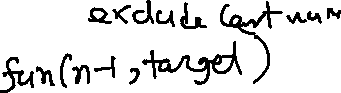 exclude last num
fun(n-1, target)